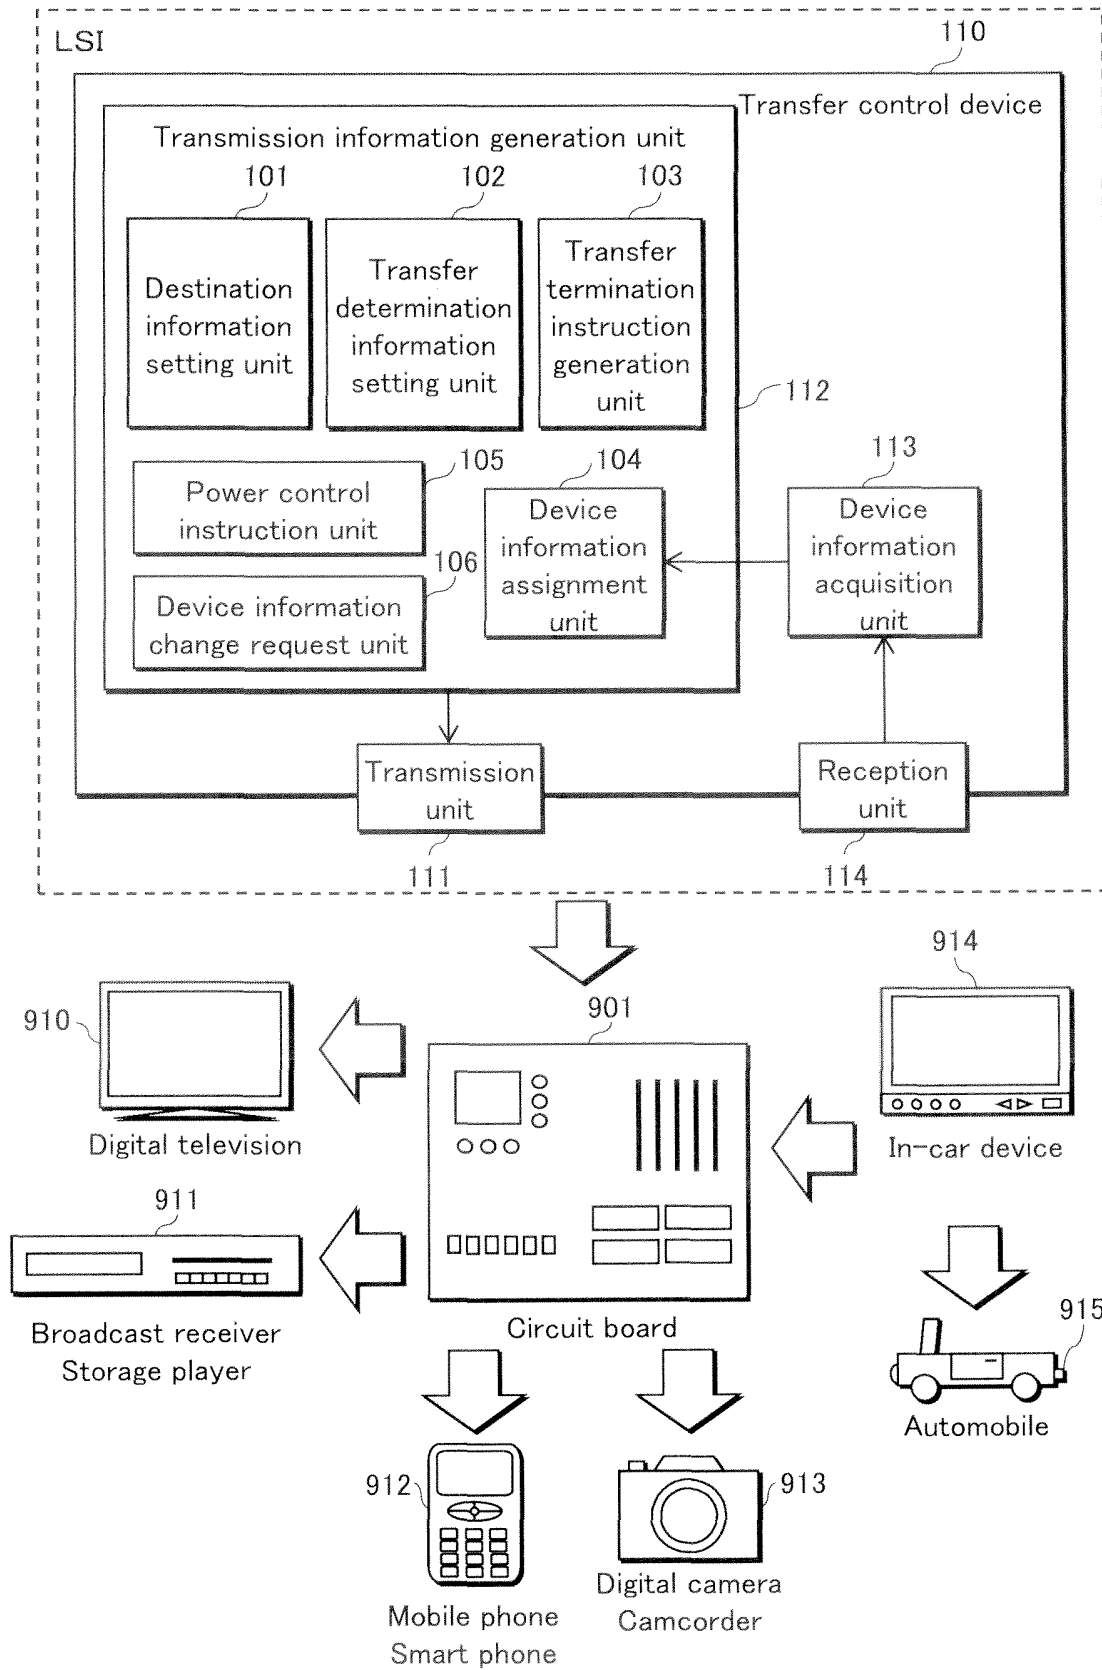 LSI
110
Transfer control device
Transmission information generation unit
101
102
103
Destination
information
setting unit
Transfer
determination
information
setting unit
Transfer
termination
instruction
generation
unit
112
105
Power control
instruction unit
104
Device
information
assignment
unit
113
Device
information
acquisition
unit
106
Device information
change request unit
Transmission
unit
111
Reception
unit
114
910
Digital television
901
Circuit board
914
In-car device
911
Broadcast receiver
Storage player
915
Automobile
912
Mobile phone
Smart phone
913
Digital camera
Camcorder